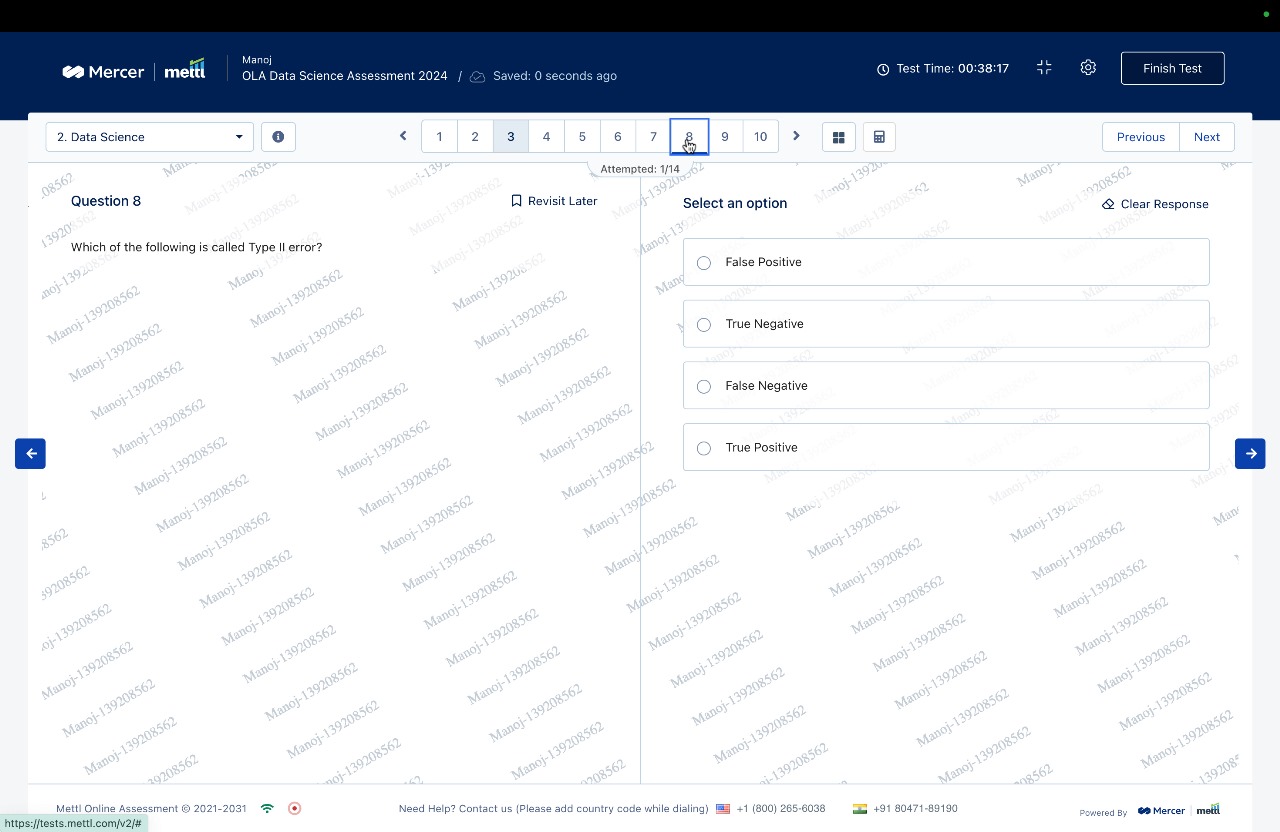 Mercer
mettl
Manoj
OLA Data Science Assessment 2024 / Saved: 0 seconds ago
Test Time: 00:38:17
Finish Test
2. Data Science
1 2 3 4 5 6 7 8 9 10
Previous Next
Attempted: 1/14
Question 8
Revisit Later
Which of the following is called Type II error?
Select an option
Clear Response
False Positive
True Negative
False Negative
True Positive
Manoj-139208562
Mettl Online Assessment © 2021-2031
Need Help? Contact us (Please add country code while dialing) +1 (800) 265-6038 +91 80471-89190
Powered By Mercer mettl
https://tests.mettl.com/v2/#